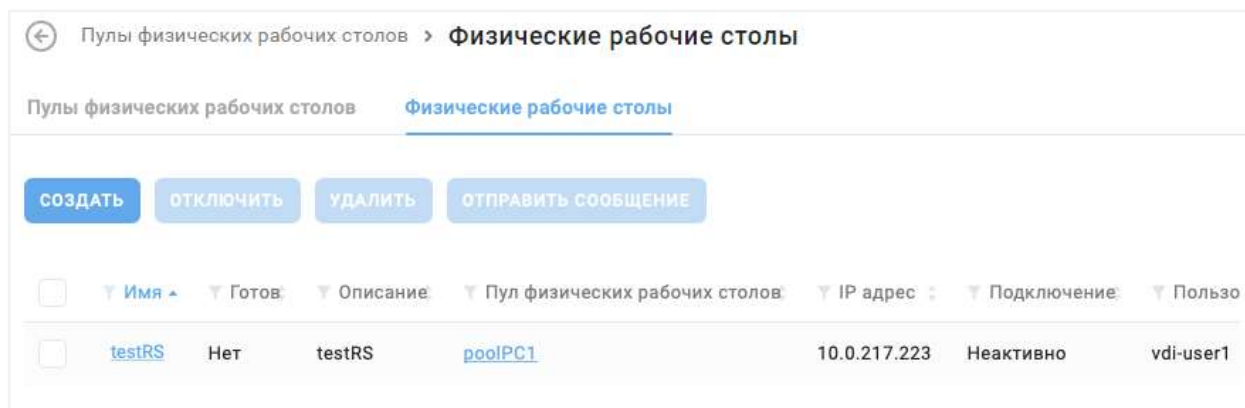 Пулы физических рабочих столов > Физические рабочие столы
Пулы физических рабочих столов Физические рабочие столы
СОЗДАТЬ ОТКЛЮЧИТЬ УДАЛИТЬ ОТПРАВИТЬ СООБЩЕНИЕ
Имя Готов Описание Пул физических рабочих столов IP адрес Подключение Пользо
testRS Нет testRS poolPC1 10.0.217.223 Неактивно vdi-user1